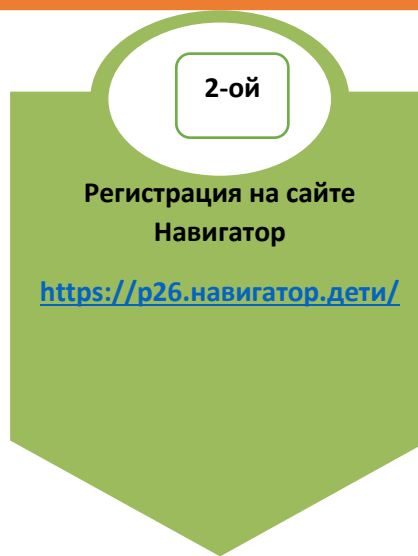 2-ой
Регистрация на сайте
Навигатор
https://р26.навигатор.дети/